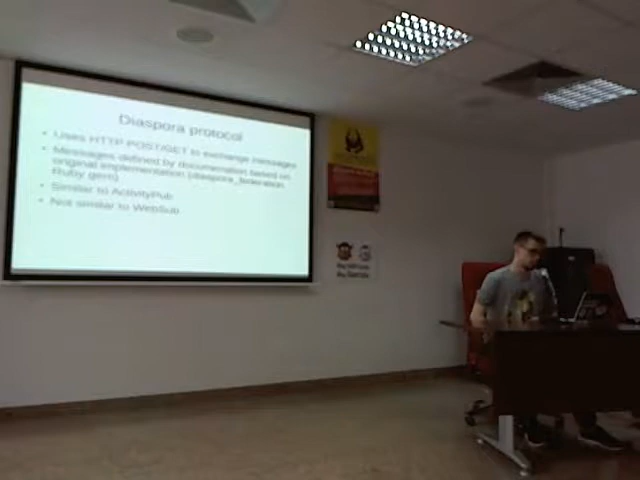 Diaspora protocol
• Uses HTTP POST/GET to exchange messages
• Messages defined by documentation based on
original implementation (diaspora_federation
Ruby gem)
• Similar to ActivityPub
• Not similar to WebSub